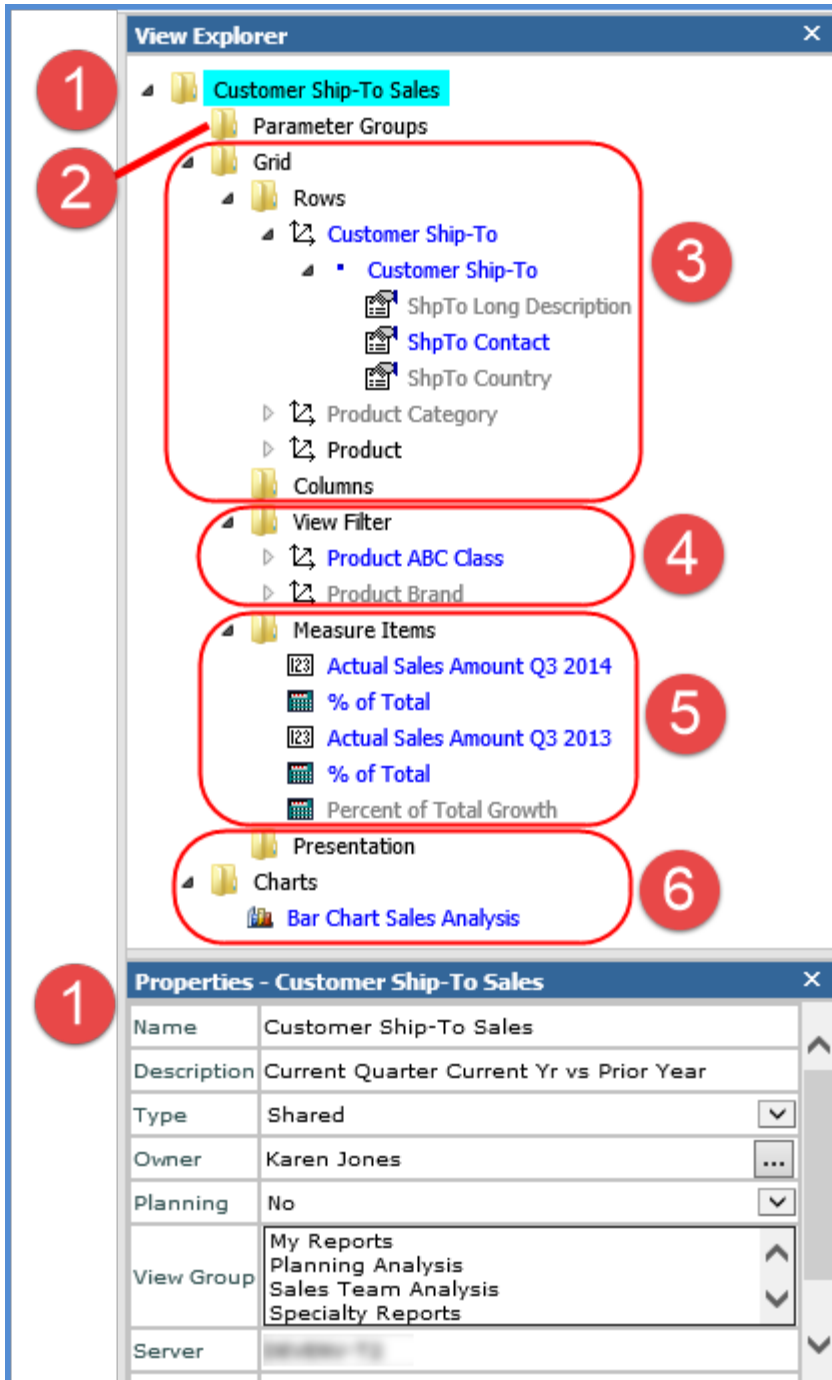 View Explorer
1
Customer Ship-To Sales
Parameter Groups
2
Grid
Rows
Customer Ship-To
3
Customer Ship-To
ShpTo Long Description
ShpTo Contact
ShpTo Country
Product Category
Product
Columns
View Filter
4
Product ABC Class
Product Brand
Measure Items
123 Actual Sales Amount Q3 2014
% of Total
5
123 Actual Sales Amount Q3 2013
% of Total
Percent of Total Growth
Presentation
Charts
6
Bar Chart Sales Analysis
1
Properties - Customer Ship-To Sales
Name Customer Ship-To Sales
Description Current Quarter Current Yr vs Prior Year
Type Shared
Owner Karen Jones ...
Planning No
View Group
My Reports
Planning Analysis
Sales Team Analysis
Specialty Reports
Server